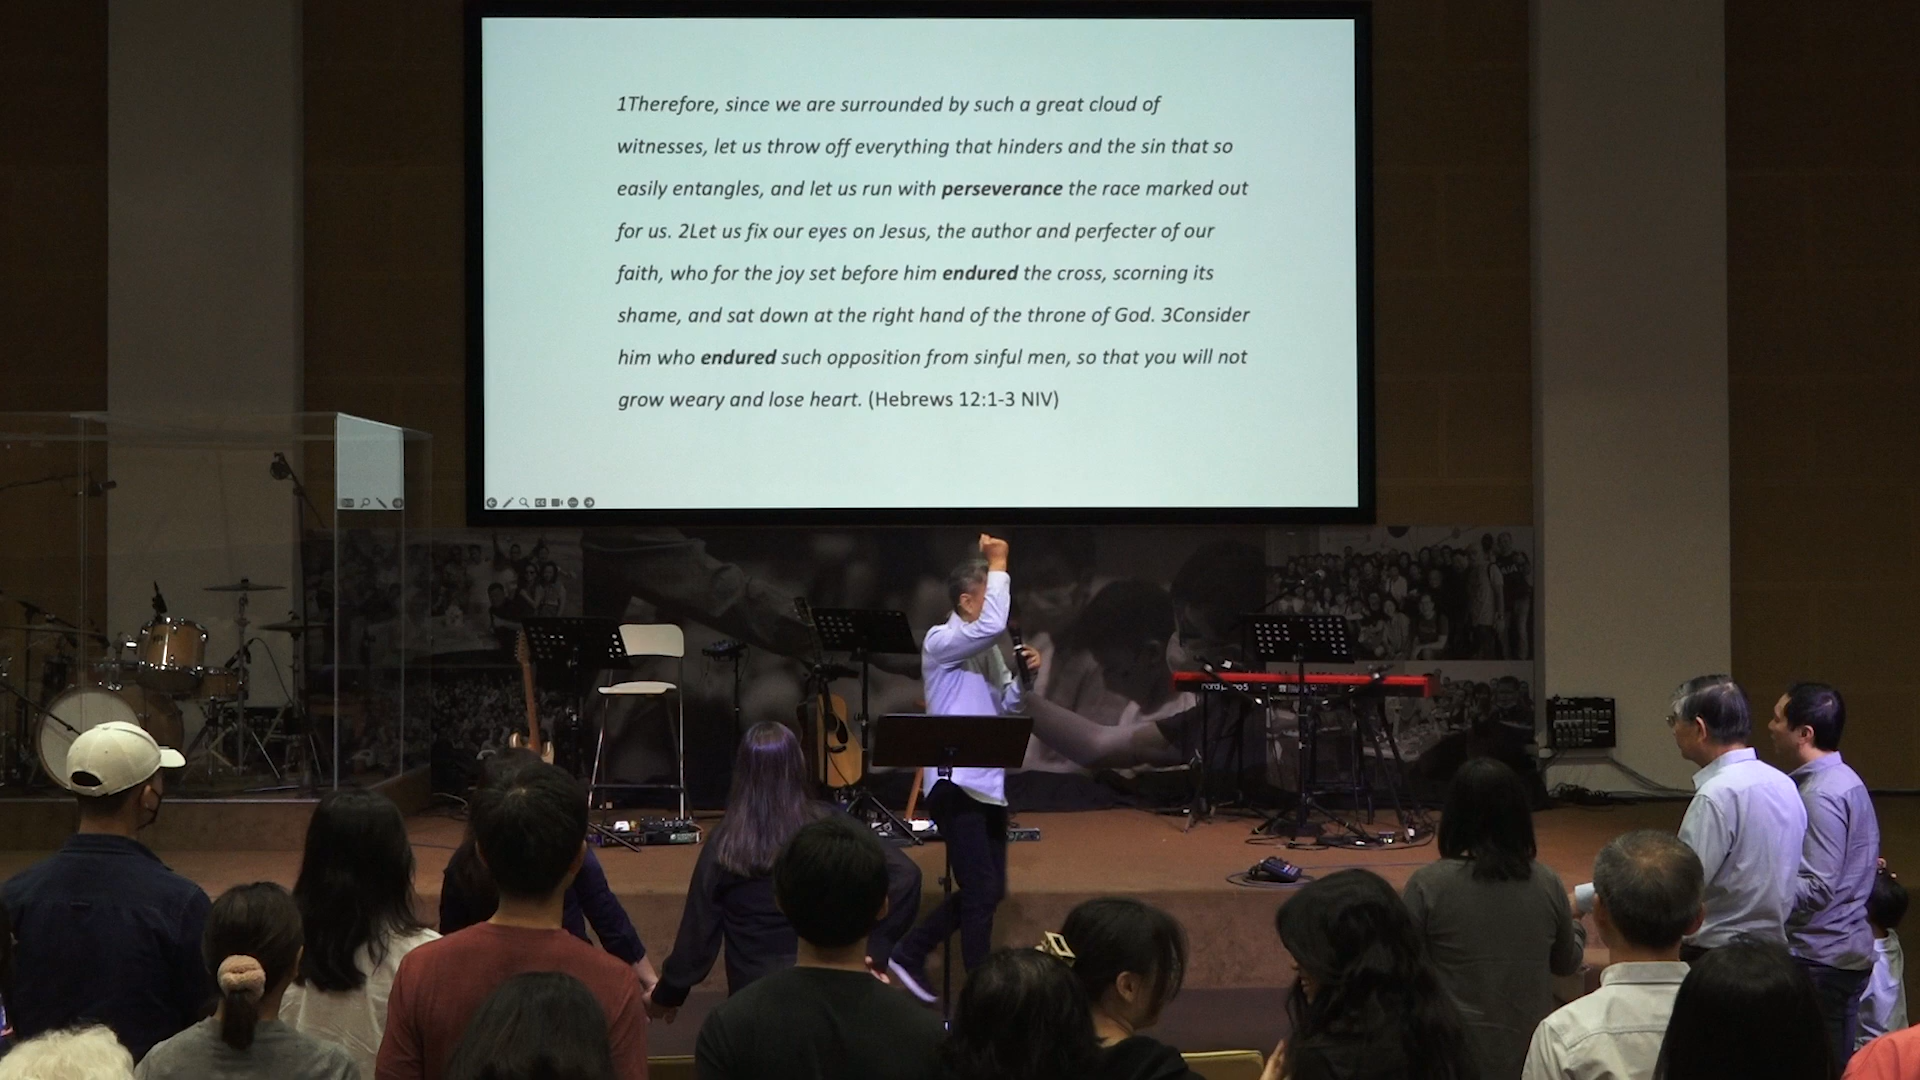 1Therefore, since we are surrounded by such a great cloud of
witnesses, let us throw off everything that hinders and the sin that so
easily entangles, and let us run with perseverance the race marked out
for us. 2Let us fix our eyes on Jesus, the author and perfecter of our
faith, who for the joy set before him endured the cross, scorning its
shame, and sat down at the right hand of the throne of God. 3Consider
him who endured such opposition from sinful men, so that you will not
grow weary and lose heart. (Hebrews 12:1-3 NIV)